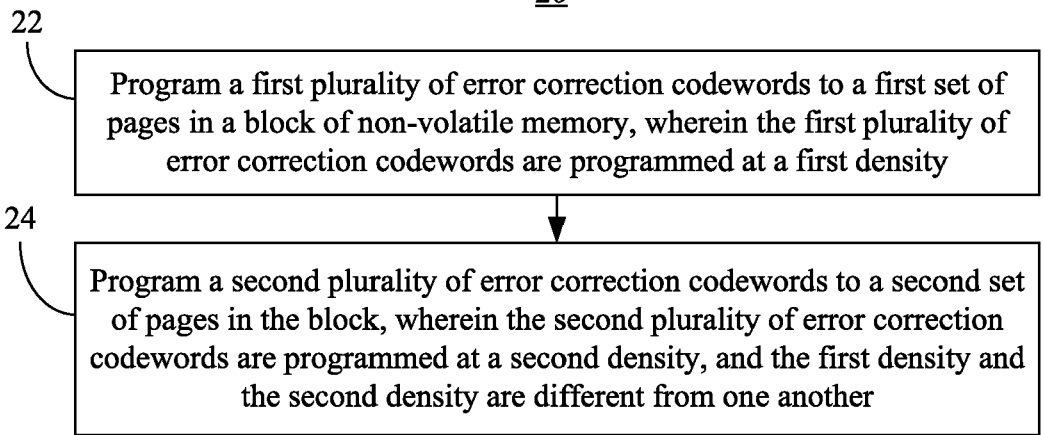 22
Program a first plurality of error correction codewords to a first set of
pages in a block of non-volatile memory, wherein the first plurality of
error correction codewords are programmed at a first density
24
Program a second plurality of error correction codewords to a second set
of pages in the block, wherein the second plurality of error correction
codewords are programmed at a second density, and the first density and
the second density are different from one another